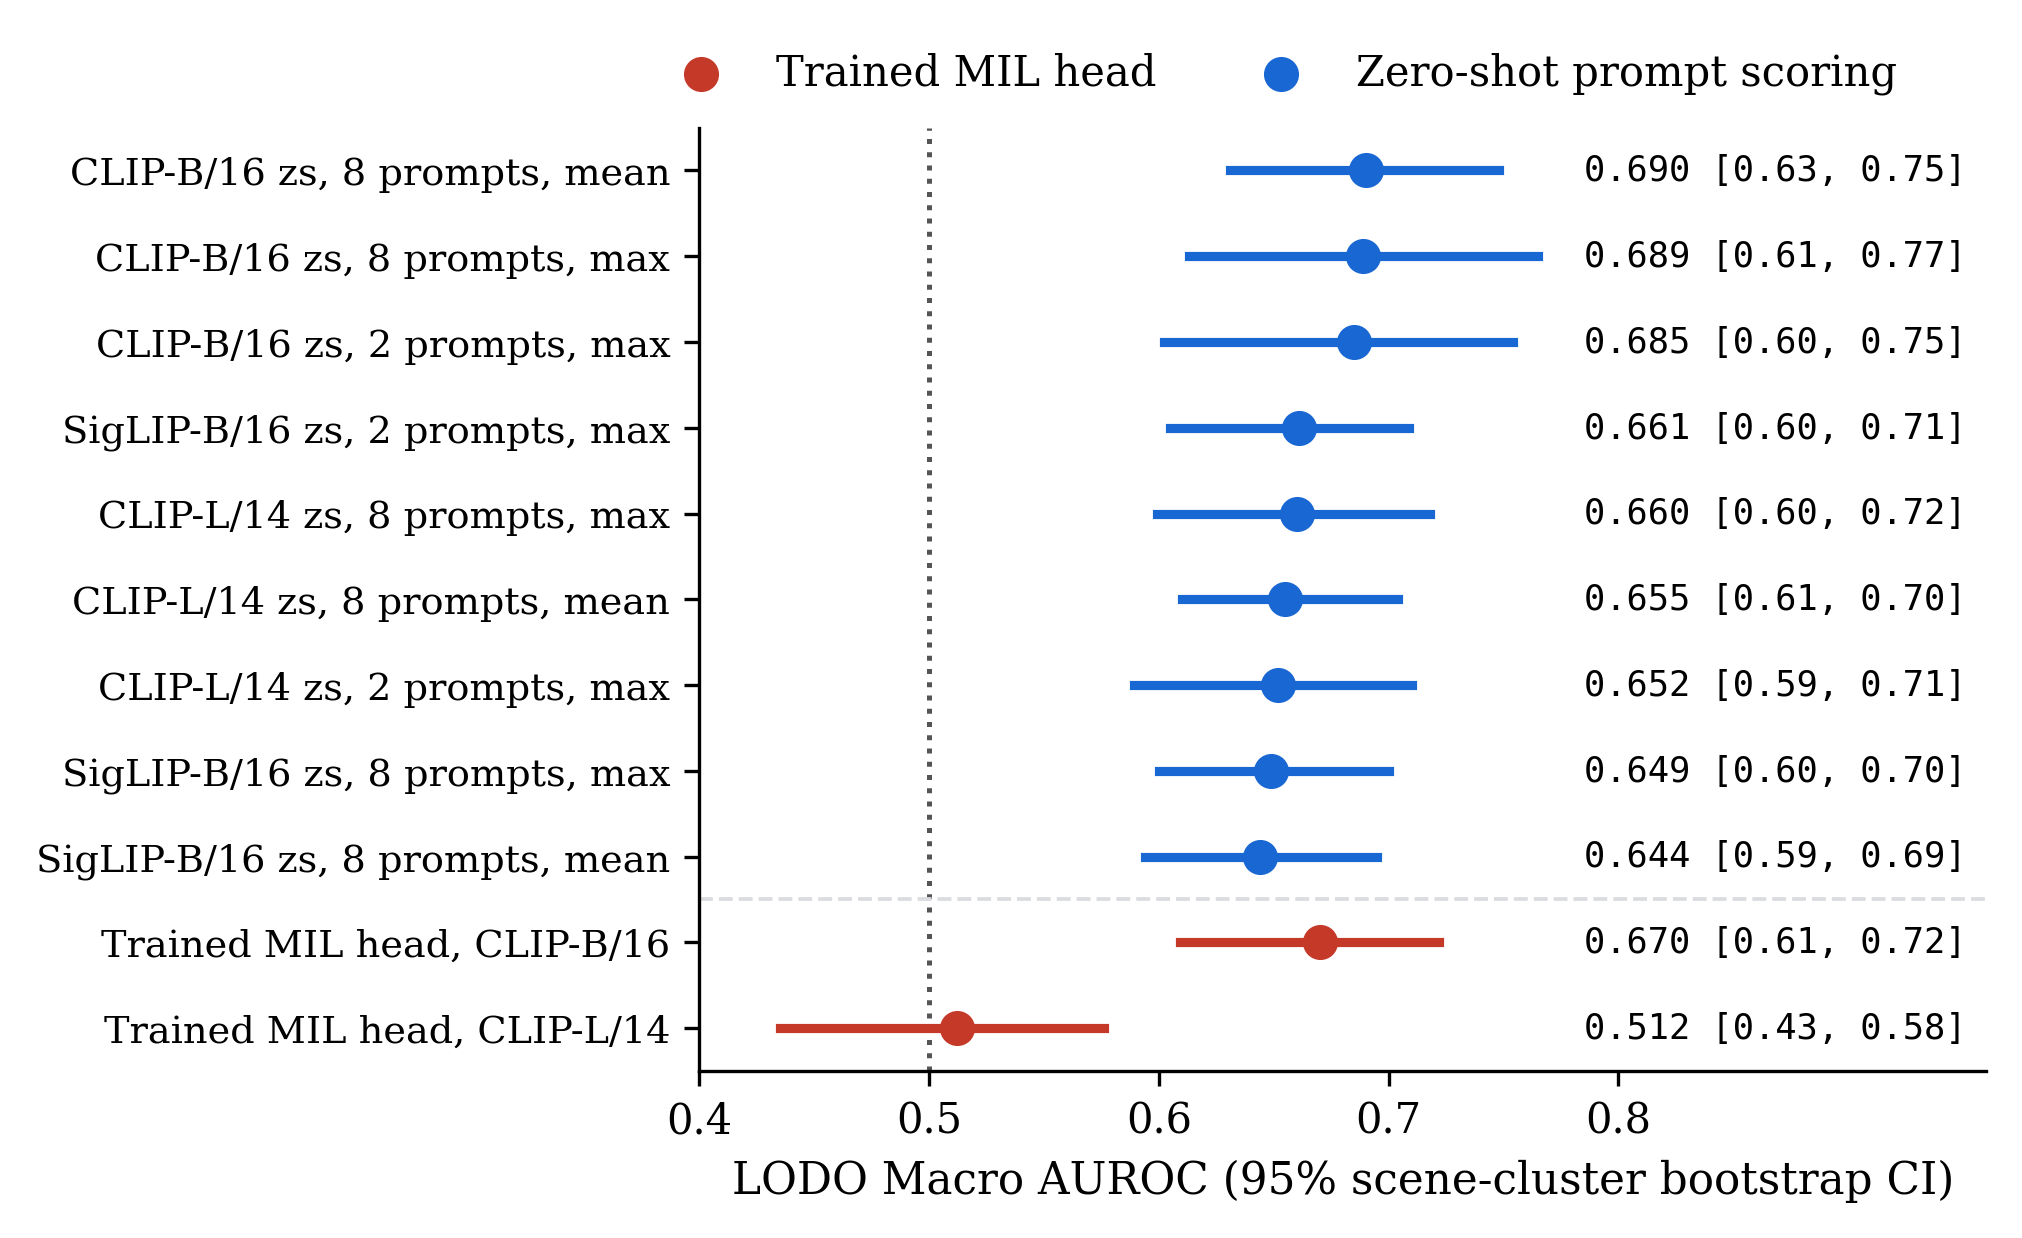 Trained MIL head
Zero-shot prompt scoring
CLIP-B/16 zs, 8 prompts, mean 0.690 [0.63, 0.75]
CLIP-B/16 zs, 8 prompts, max 0.689 [0.61, 0.77]
CLIP-B/16 zs, 2 prompts, max 0.685 [0.60, 0.75]
SigLIP-B/16 zs, 2 prompts, max 0.661 [0.60, 0.71]
CLIP-L/14 zs, 8 prompts, max 0.660 [0.60, 0.72]
CLIP-L/14 zs, 8 prompts, mean 0.655 [0.61, 0.70]
CLIP-L/14 zs, 2 prompts, max 0.652 [0.59, 0.71]
SigLIP-B/16 zs, 8 prompts, max 0.649 [0.60, 0.70]
SigLIP-B/16 zs, 8 prompts, mean 0.644 [0.59, 0.69]
Trained MIL head, CLIP-B/16 0.670 [0.61, 0.72]
Trained MIL head, CLIP-L/14 0.512 [0.43, 0.58]
0.4 0.5 0.6 0.7 0.8
LODO Macro AUROC (95% scene-cluster bootstrap CI)